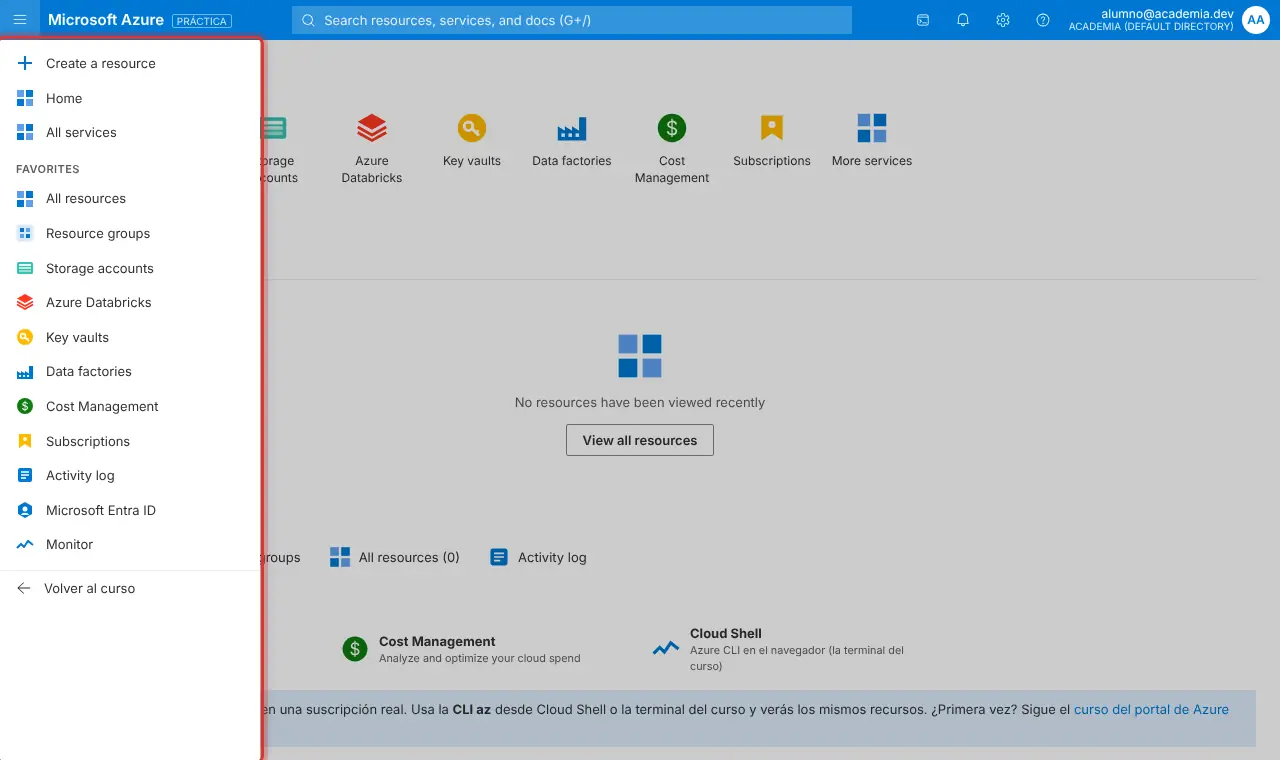 Microsoft Azure PRÁCTICA
Search resources, services, and docs (G+/)
alumno@academia.dev
ACADEMIA (DEFAULT DIRECTORY)
AA
Create a resource
Home
All services
FAVORITES
All resources
Resource groups
Storage accounts
Azure Databricks
Key vaults
Data factories
Cost Management
Subscriptions
Activity log
Microsoft Entra ID
Monitor
Volver al curso
Azure
Databricks
Key vaults
Data factories
Cost
Management
Subscriptions
More services
No resources have been viewed recently
View all resources
groups
All resources (0)
Activity log
Cost Management
Analyze and optimize your cloud spend
Cloud Shell
Azure CLI en el navegador (la terminal del
curso)
en una suscripción real. Usa la CLI az desde Cloud Shell o la terminal del curso y verás los mismos recursos. ¿Primera vez? Sigue el curso del portal de Azure